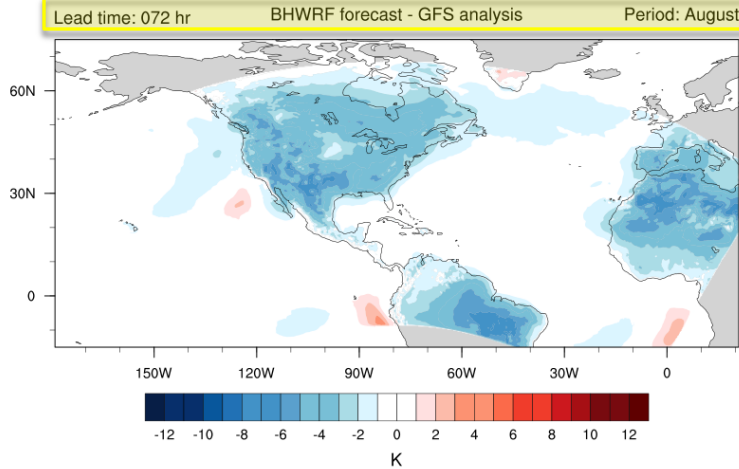 Lead time: 072 hr BHWRF forecast - GFS analysis Period: August
60N
30N
0
150W 120W 90W 60W 30W 0
-12 -10 -8 -6 -4 -2 0 2 4 6 8 10 12
K